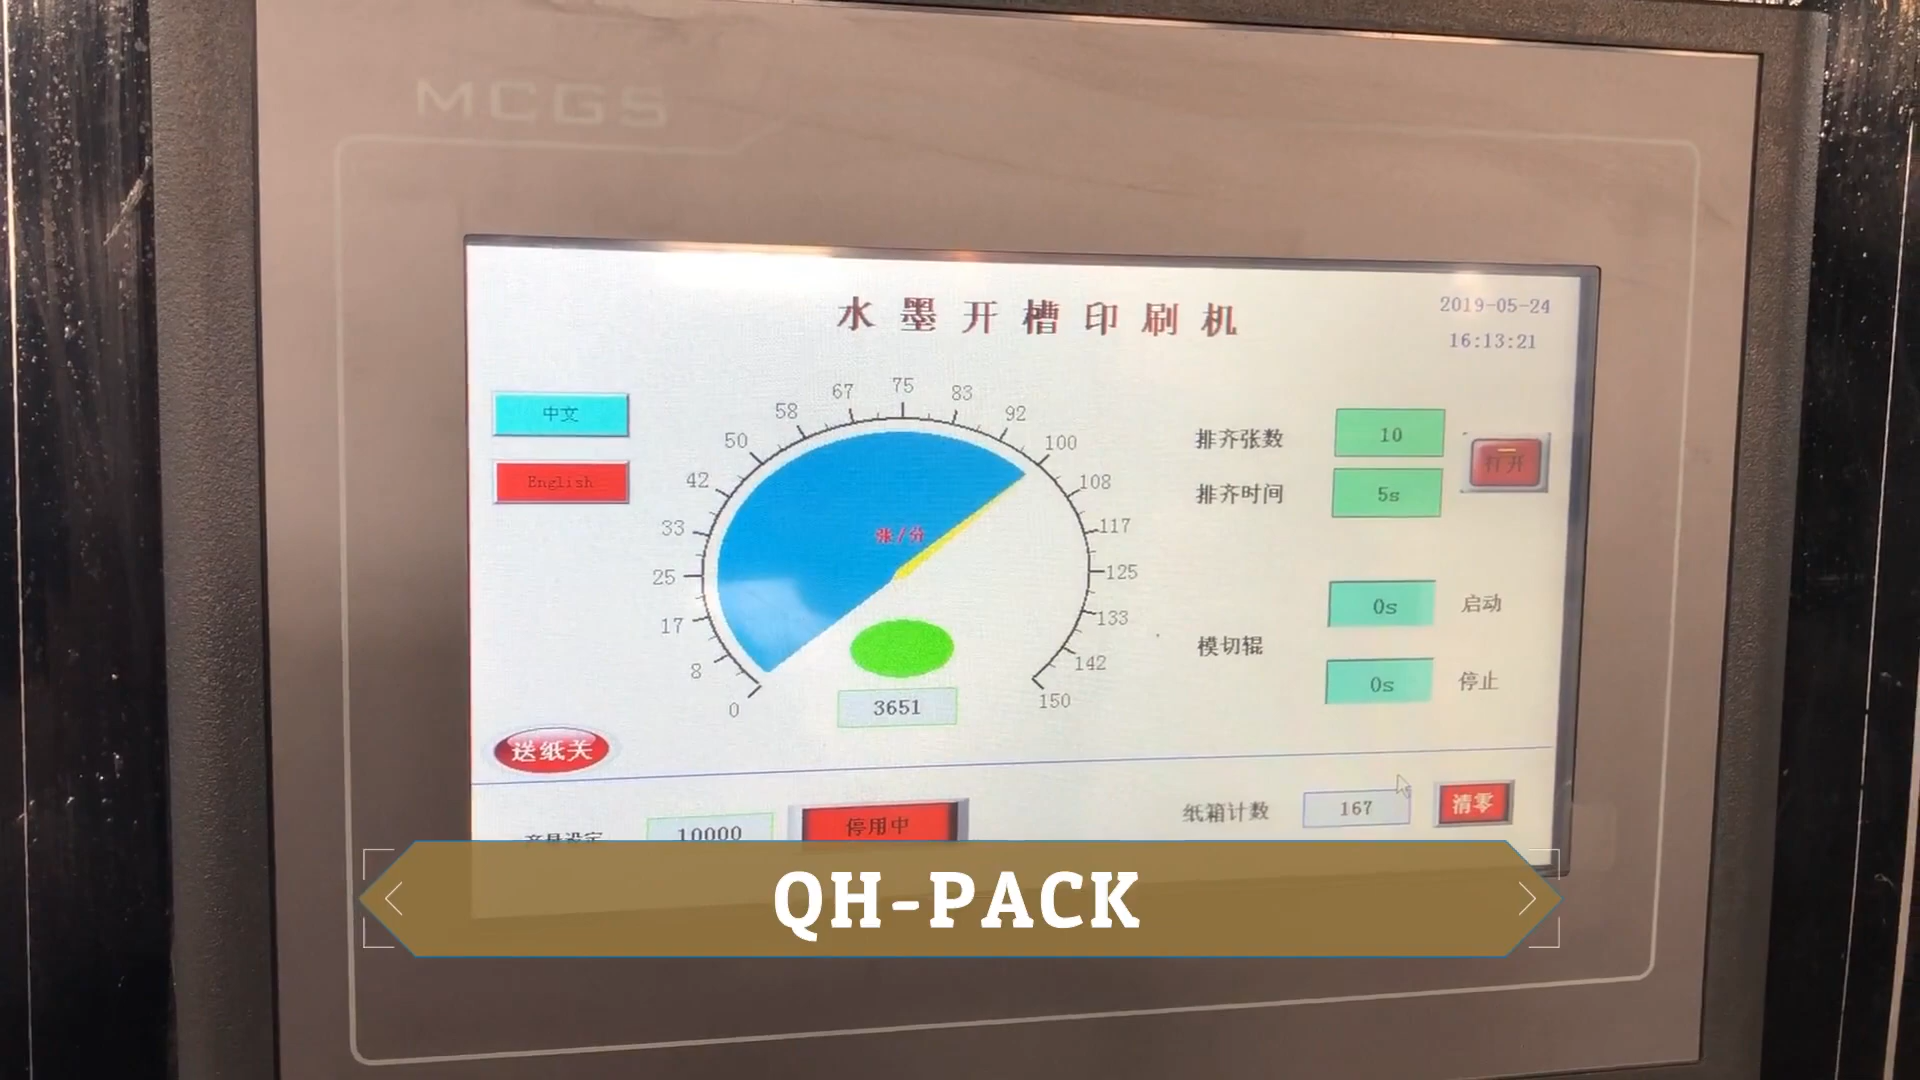 MCGS
水墨开槽印刷机
2019-05-24
16:13:21
中文
English
0
8
17
25
33
42
50
58
67
75
83
92
100
108
117
125
133
142
150
张/分
3651
排齐张数
10
打开
排齐时间
5s
模切辊
0s
启动
0s
停止
送纸关
产量设定
10000
停用中
纸箱计数
167
清零
QH-PACK